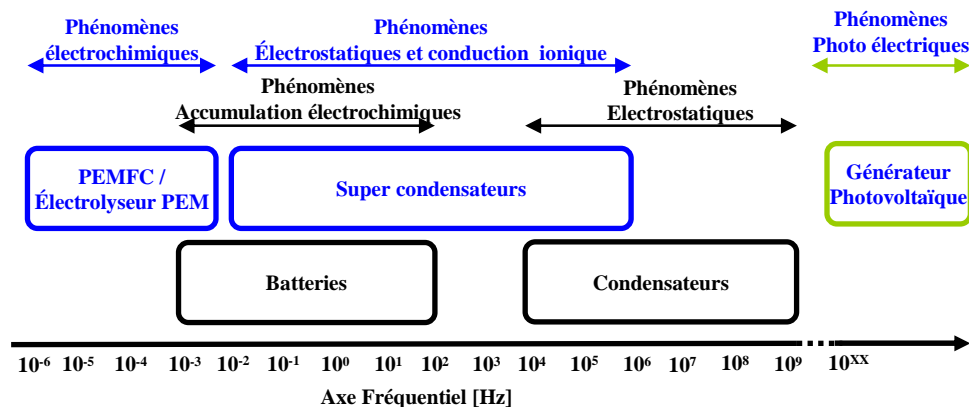 Phénomènes
électrochimiques
Phénomènes
Électrostatiques et conduction ionique
Phénomènes
Photo électriques
Phénomènes
Accumulation électrochimiques
Phénomènes
Electrostatiques
PEMFC /
Électrolyseur PEM
Super condensateurs
Générateur
Photovoltaïque
Batteries
Condensateurs
10⁻⁶ 10⁻⁵ 10⁻⁴ 10⁻³ 10⁻² 10⁻¹ 10⁰ 10¹ 10² 10³ 10⁴ 10⁵ 10⁶ 10⁷ 10⁸ 10⁹ 10ˣˣ
Axe Fréquentiel [Hz]